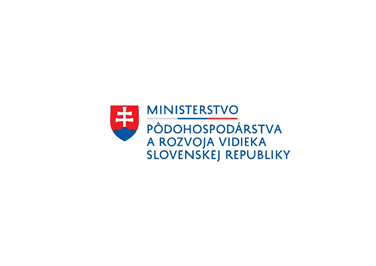 MINISTERSTVO
PÔDOHOSPODÁRSTVA
A ROZVOJA VIDIEKA
SLOVENSKEJ REPUBLIKY